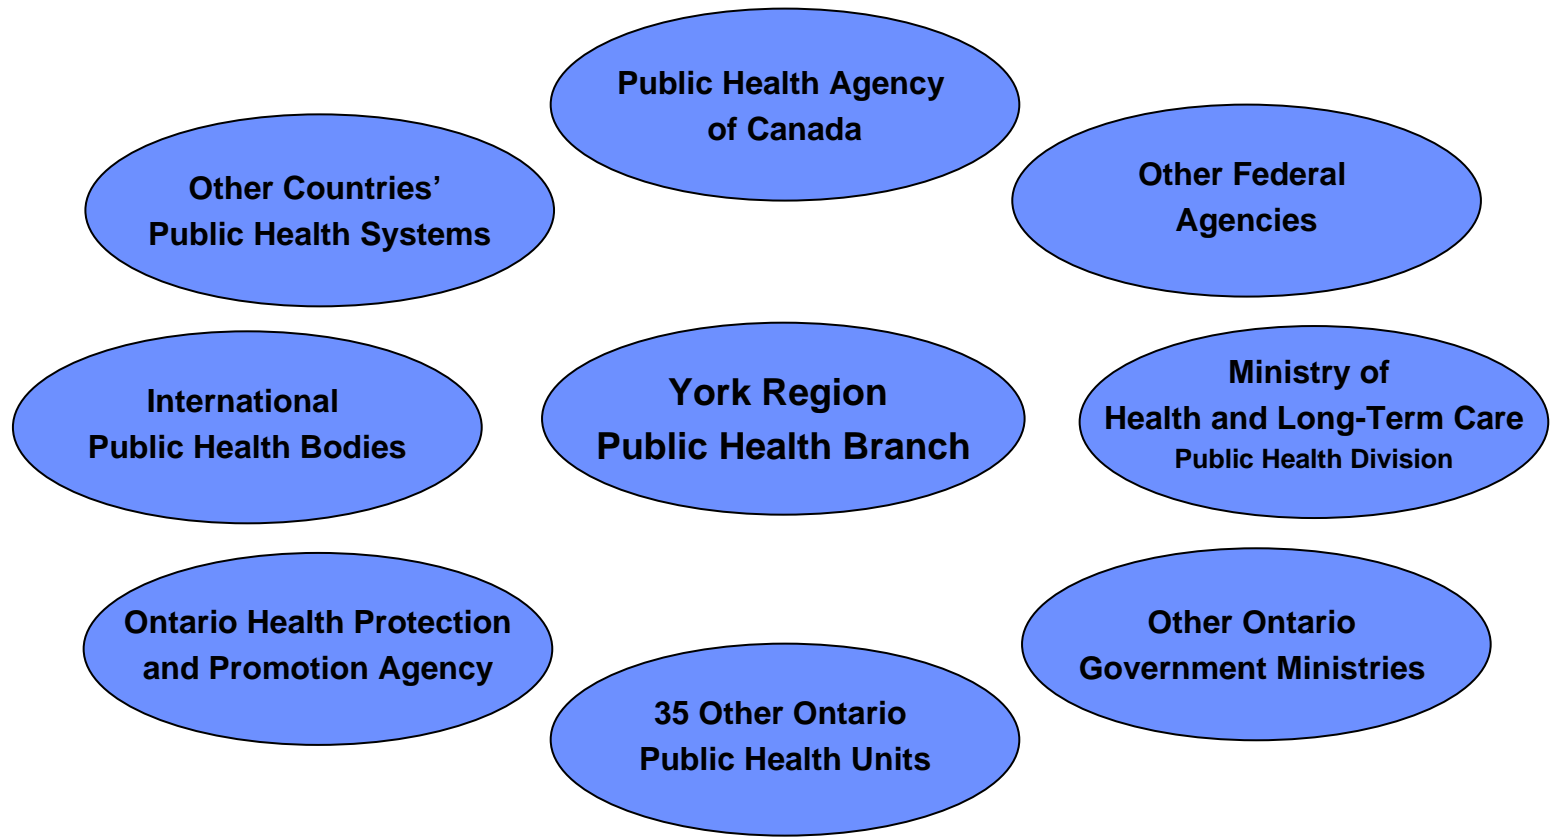 Public Health Agency
of Canada
Other Countries’
Public Health Systems
Other Federal
Agencies
International
Public Health Bodies
York Region
Public Health Branch
Ministry of
Health and Long-Term Care
Public Health Division
Ontario Health Protection
and Promotion Agency
35 Other Ontario
Public Health Units
Other Ontario
Government Ministries